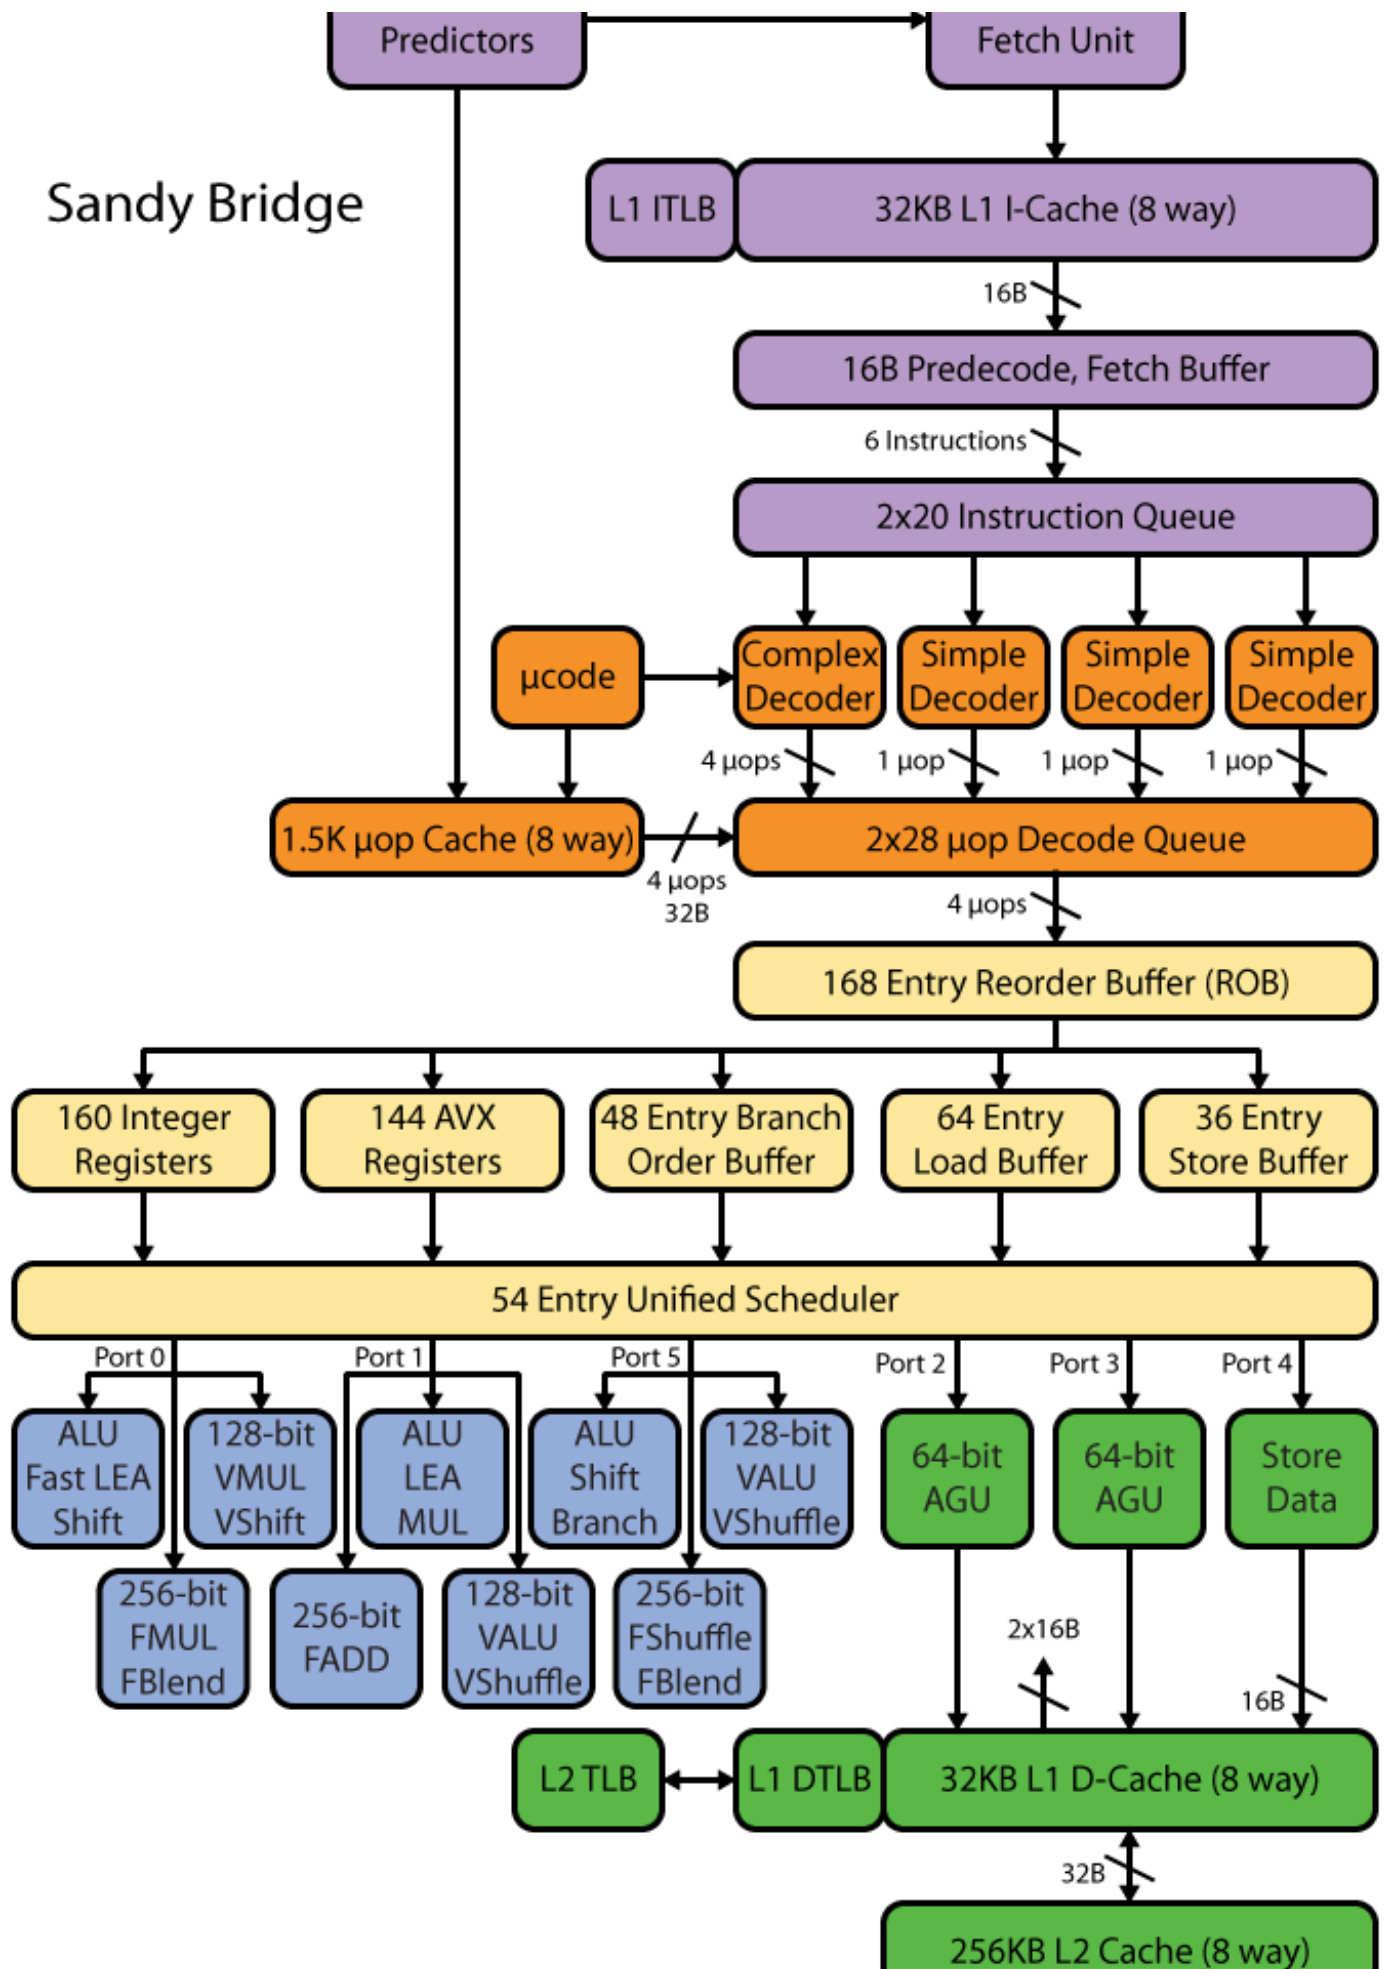 Predictors
Fetch Unit
Sandy Bridge
L1 ITLB
32KB L1 I-Cache (8 way)
16B
16B Predecode, Fetch Buffer
6 Instructions
2x20 Instruction Queue
µcode
Complex
Decoder
Simple
Decoder
Simple
Decoder
Simple
Decoder
4 µops
1 µop
1 µop
1 µop
1.5K µop Cache (8 way)
4 µops
32B
2x28 µop Decode Queue
4 µops
168 Entry Reorder Buffer (ROB)
160 Integer
Registers
144 AVX
Registers
48 Entry Branch
Order Buffer
64 Entry
Load Buffer
36 Entry
Store Buffer
54 Entry Unified Scheduler
Port 0
Port 1
Port 5
Port 2
Port 3
Port 4
ALU
Fast LEA
Shift
128-bit
VMUL
VShift
ALU
LEA
MUL
ALU
Shift
Branch
128-bit
VALU
VShuffle
64-bit
AGU
64-bit
AGU
Store
Data
256-bit
FMUL
FBlend
256-bit
FADD
128-bit
VALU
VShuffle
256-bit
FShuffle
FBlend
2x16B
16B
L2 TLB
L1 DTLB
32KB L1 D-Cache (8 way)
32B
256KB L2 Cache (8 way)